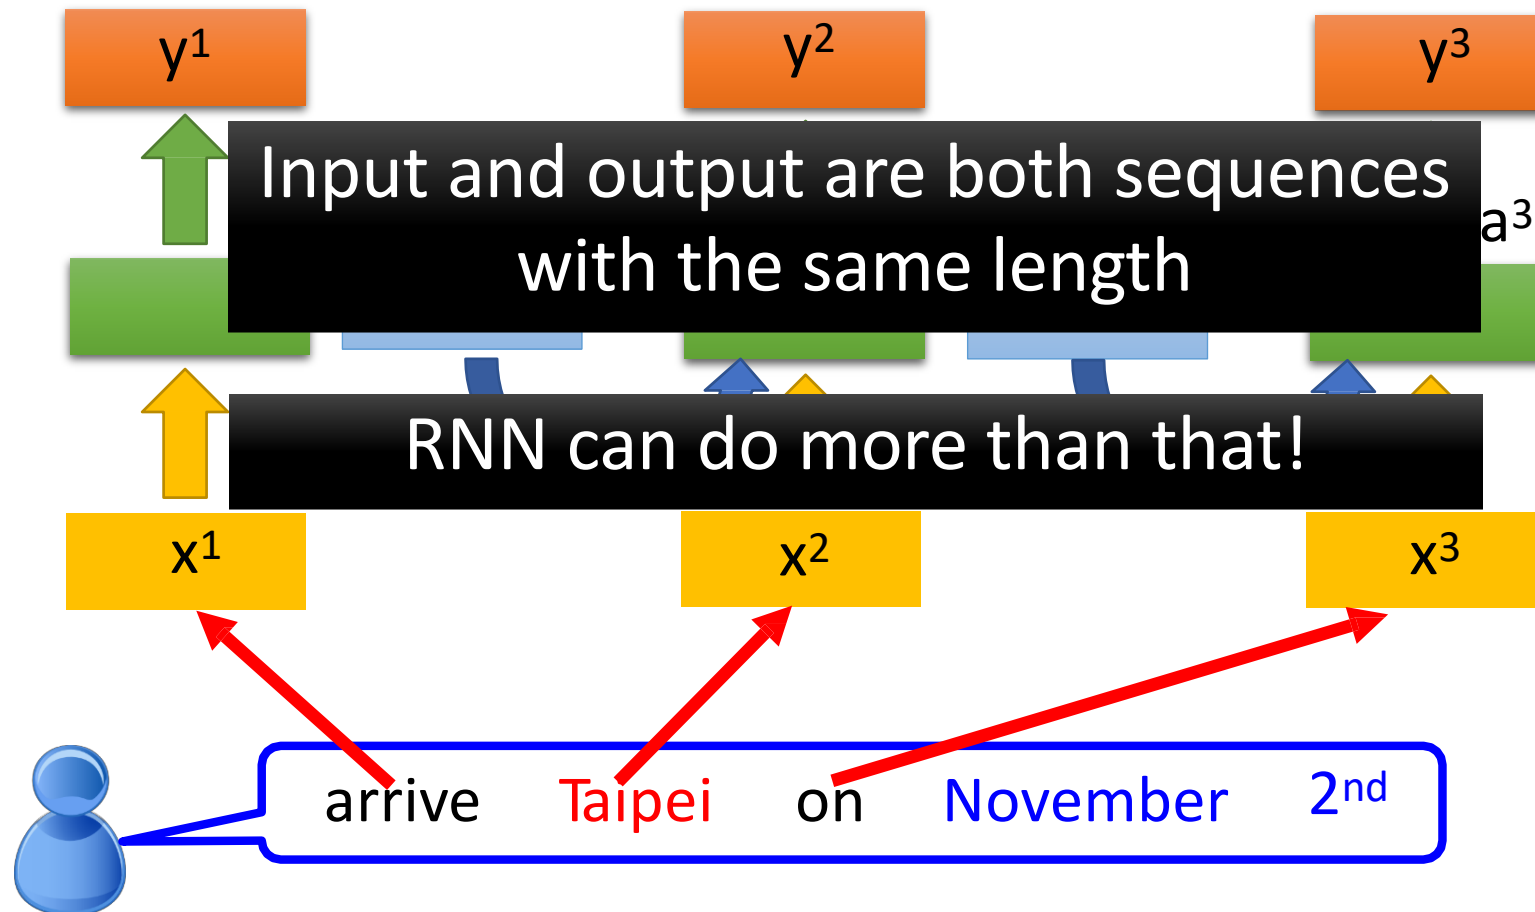 y¹ y² y³
Input and output are both sequences
with the same length
a³
RNN can do more than that!
x¹ x² x³
arrive Taipei on November 2nd